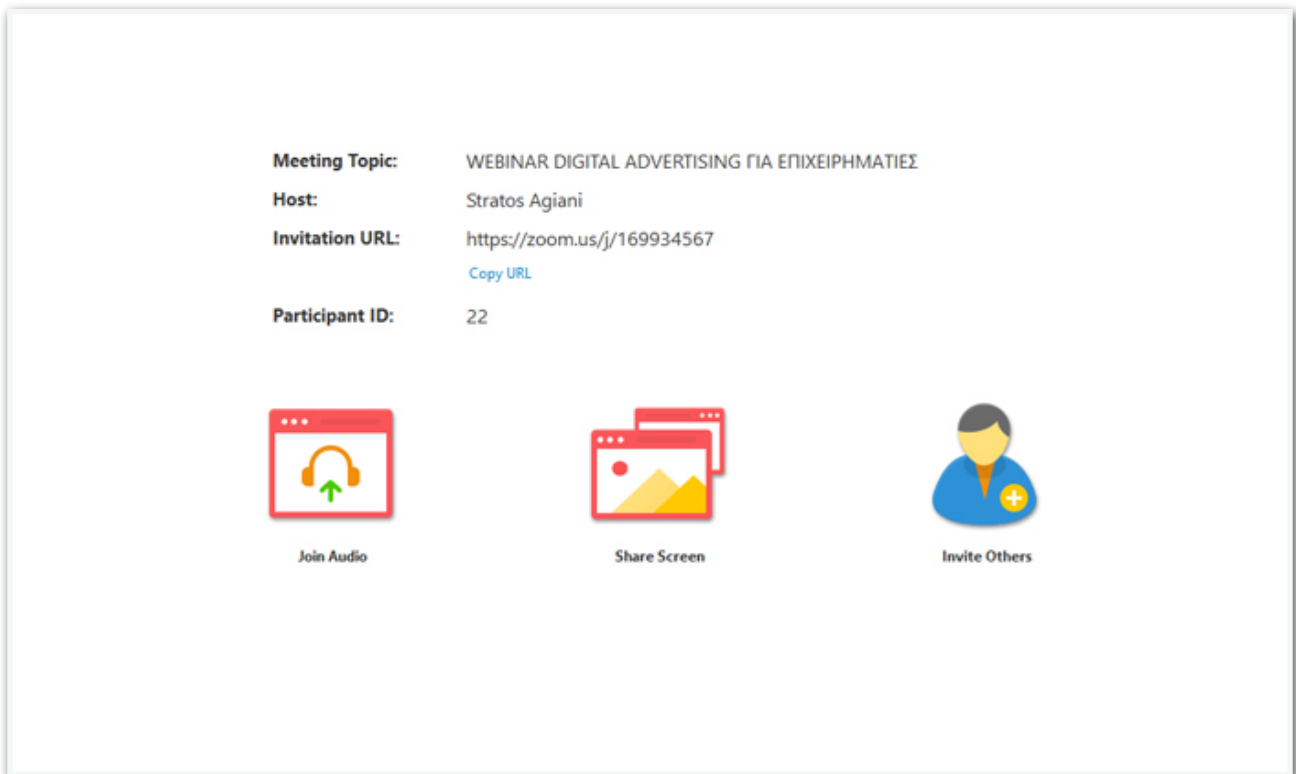 Meeting Topic: WEBINAR DIGITAL ADVERTISING ΓΙΑ ΕΠΙΧΕΙΡΗΜΑΤΙΕΣ
Host: Stratos Agiani
Invitation URL: https://zoom.us/j/169934567
Copy URL
Participant ID: 22
Join Audio Share Screen Invite Others